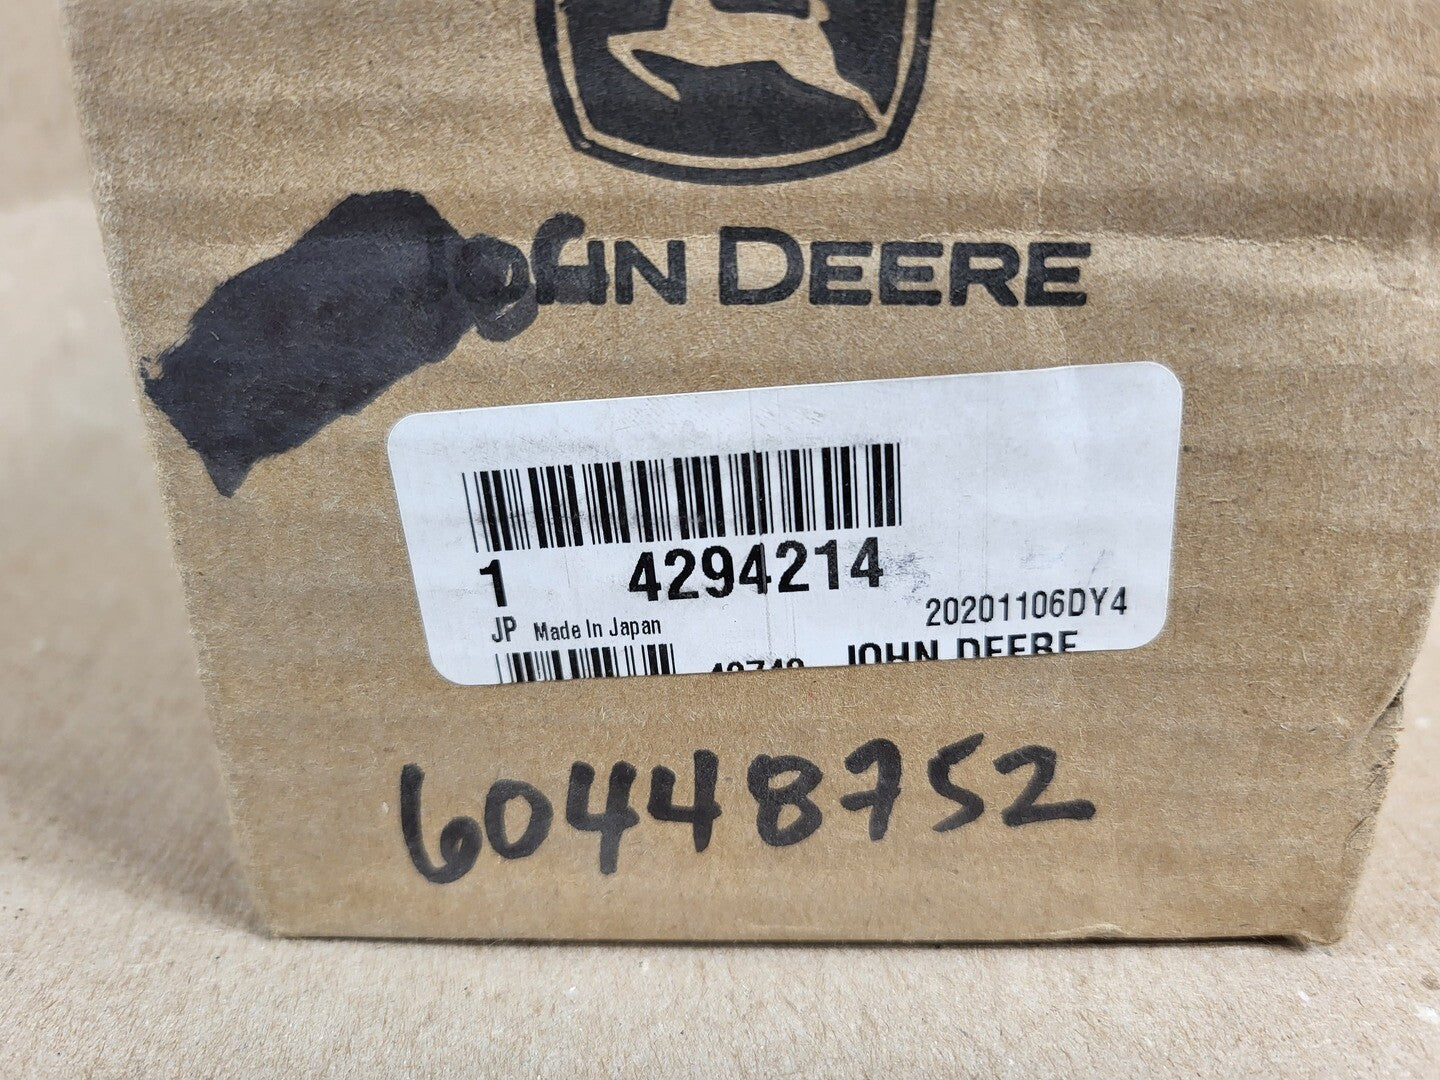 JOHN DEERE
1 4294214
20201106DY4
JP Made In Japan
JOHN DEERE
60448752